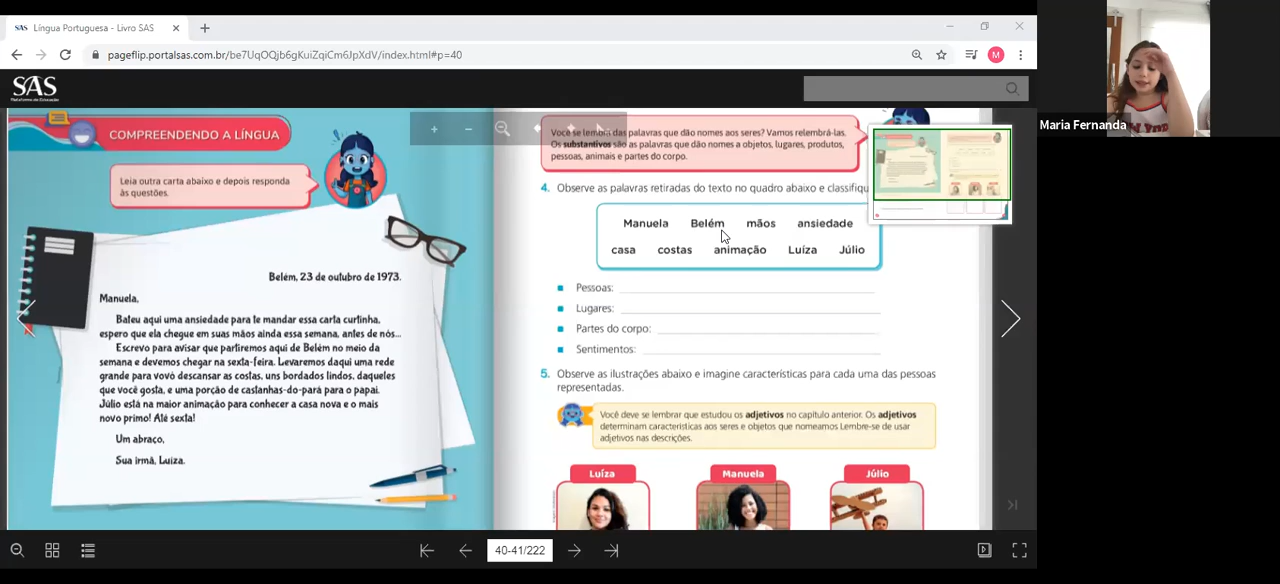 SAS Língua Portuguesa - Livro SAS
pageflip.portalsas.com.br/be7UqOQjb6gKuiZqiCm6JpXdV/index.html#p=40
M
SAS
Plataforma de Educação
Maria Fernanda
COMPREENDENDO A LÍNGUA
Leia outra carta abaixo e depois responda
às questões.
Belém, 23 de outubro de 1973.
Manuela,
Bateu aqui uma ansiedade para te mandar essa carta curtinha,
espero que ela chegue em suas mãos ainda essa semana, antes de nós...
Escrevo para avisar que partiremos aqui de Belém no meio da
semana e devemos chegar na sexta-feira. Levaremos daqui uma rede
grande para vovô descansar as costas, uns bordados lindos, daqueles
que você gosta, e uma porção de castanhas-do-pará para o papai.
Júlio está na maior animação para conhecer a casa nova e o mais
novo primo! Até sexta!
Um abraço,
Sua irmã, Luíza.
Você se lembra das palavras que dão nomes aos seres? Vamos relembrá-las.
Os substantivos são as palavras que dão nomes a objetos, lugares, produtos,
pessoas, animais e partes do corpo.
4. Observe as palavras retiradas do texto no quadro abaixo e classifiqu
Manuela Belém mãos ansiedade
casa costas animação Luíza Júlio
Pessoas:
Lugares:
Partes do corpo:
Sentimentos:
5. Observe as ilustrações abaixo e imagine características para cada uma das pessoas
representadas.
Você deve se lembrar que estudou os adjetivos no capítulo anterior. Os adjetivos
determinam características aos seres e objetos que nomeamos Lembre-se de usar
adjetivos nas descrições.
Luíza Manuela Júlio
40-41/222